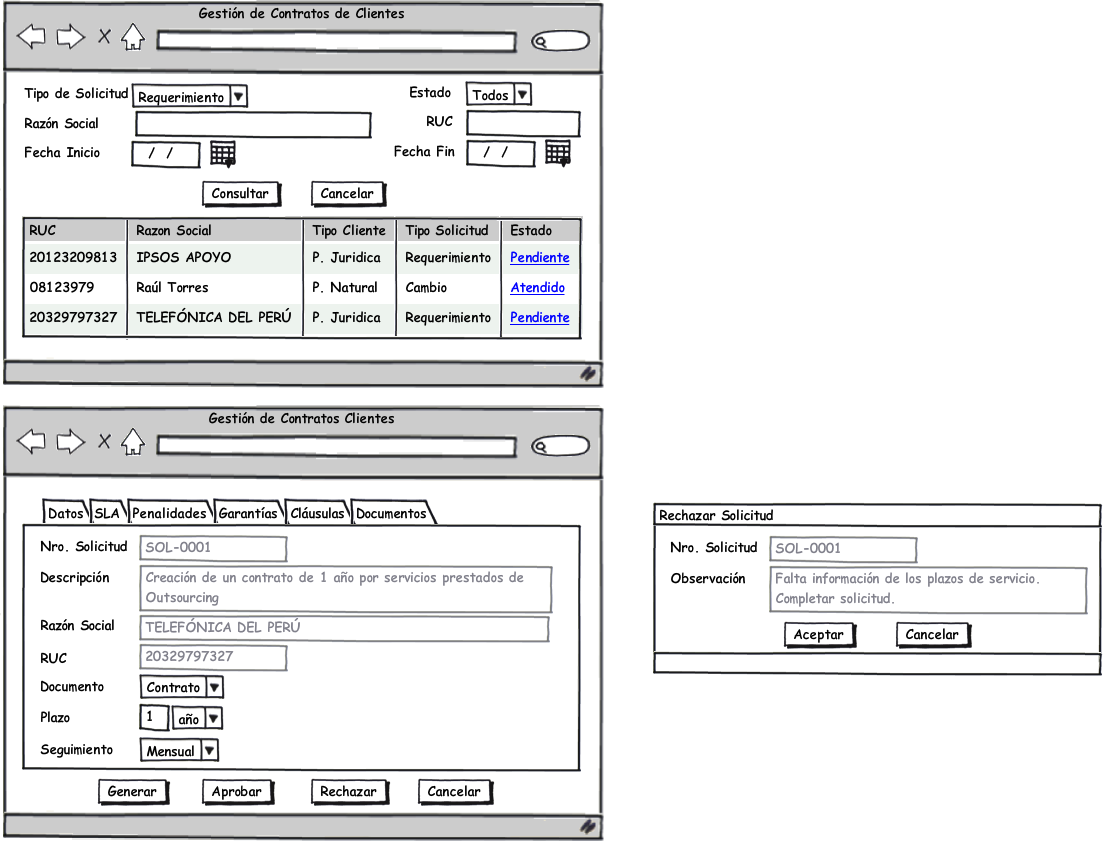 Gestión de Contratos de Clientes
Tipo de Solicitud Requerimiento Estado Todos
Razón Social RUC
Fecha Inicio / / Fecha Fin / /
Consultar Cancelar
RUC Razon Social Tipo Cliente Tipo Solicitud Estado
20123209813 IPSOS APOYO P. Juridica Requerimiento Pendiente
08123979 Raúl Torres P. Natural Cambio Atendido
20329797327 TELEFÓNICA DEL PERÚ P. Juridica Requerimiento Pendiente
Gestión de Contratos Clientes
Datos SLA Penalidades Garantías Cláusulas Documentos
Nro. Solicitud SOL-0001
Descripción Creación de un contrato de 1 año por servicios prestados de
Outsourcing
Razón Social TELEFÓNICA DEL PERÚ
RUC 20329797327
Documento Contrato
Plazo 1 año
Seguimiento Mensual
Generar Aprobar Rechazar Cancelar
Rechazar Solicitud
Nro. Solicitud SOL-0001
Observación Falta información de los plazos de servicio.
Completar solicitud.
Aceptar Cancelar